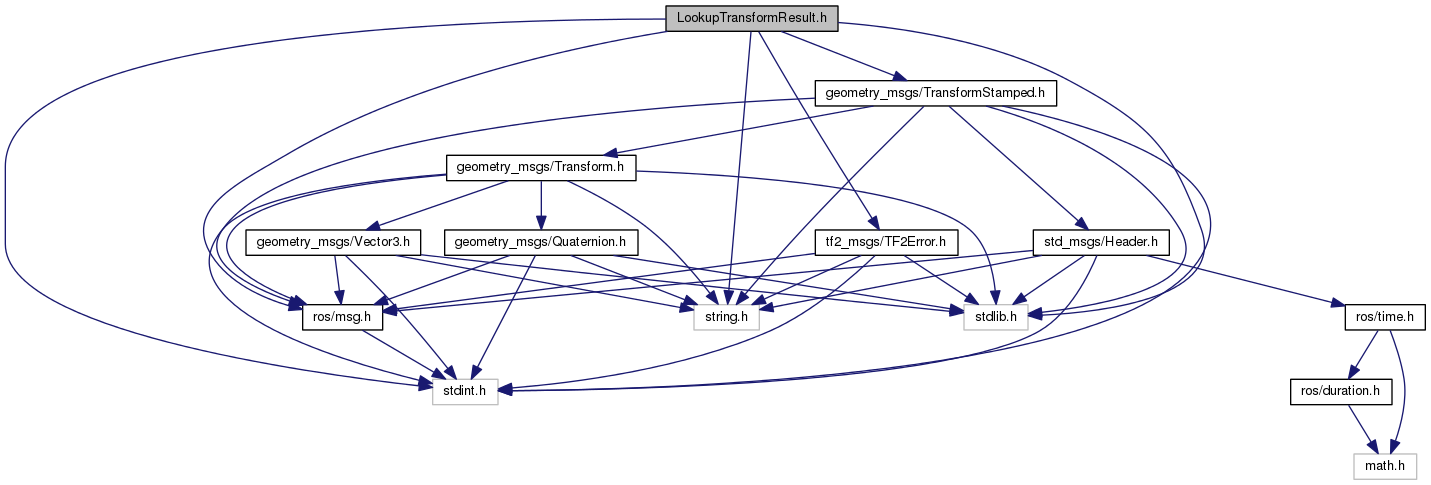 LookupTransformResult.h
geometry_msgs/TransformStamped.h
geometry_msgs/Transform.h
geometry_msgs/Vector3.h
geometry_msgs/Quaternion.h
tf2_msgs/TF2Error.h
std_msgs/Header.h
ros/msg.h
string.h
stdlib.h
ros/time.h
stdint.h
ros/duration.h
math.h